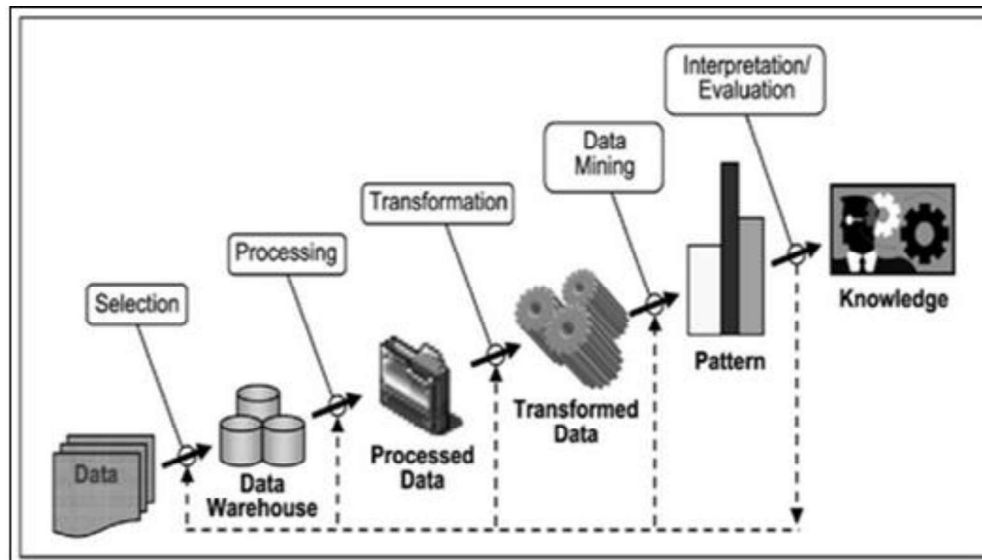 Interpretation/
Evaluation
Data
Mining
Transformation
Processing
Selection
Knowledge
Pattern
Transformed
Data
Processed
Data
Data
Warehouse
Data